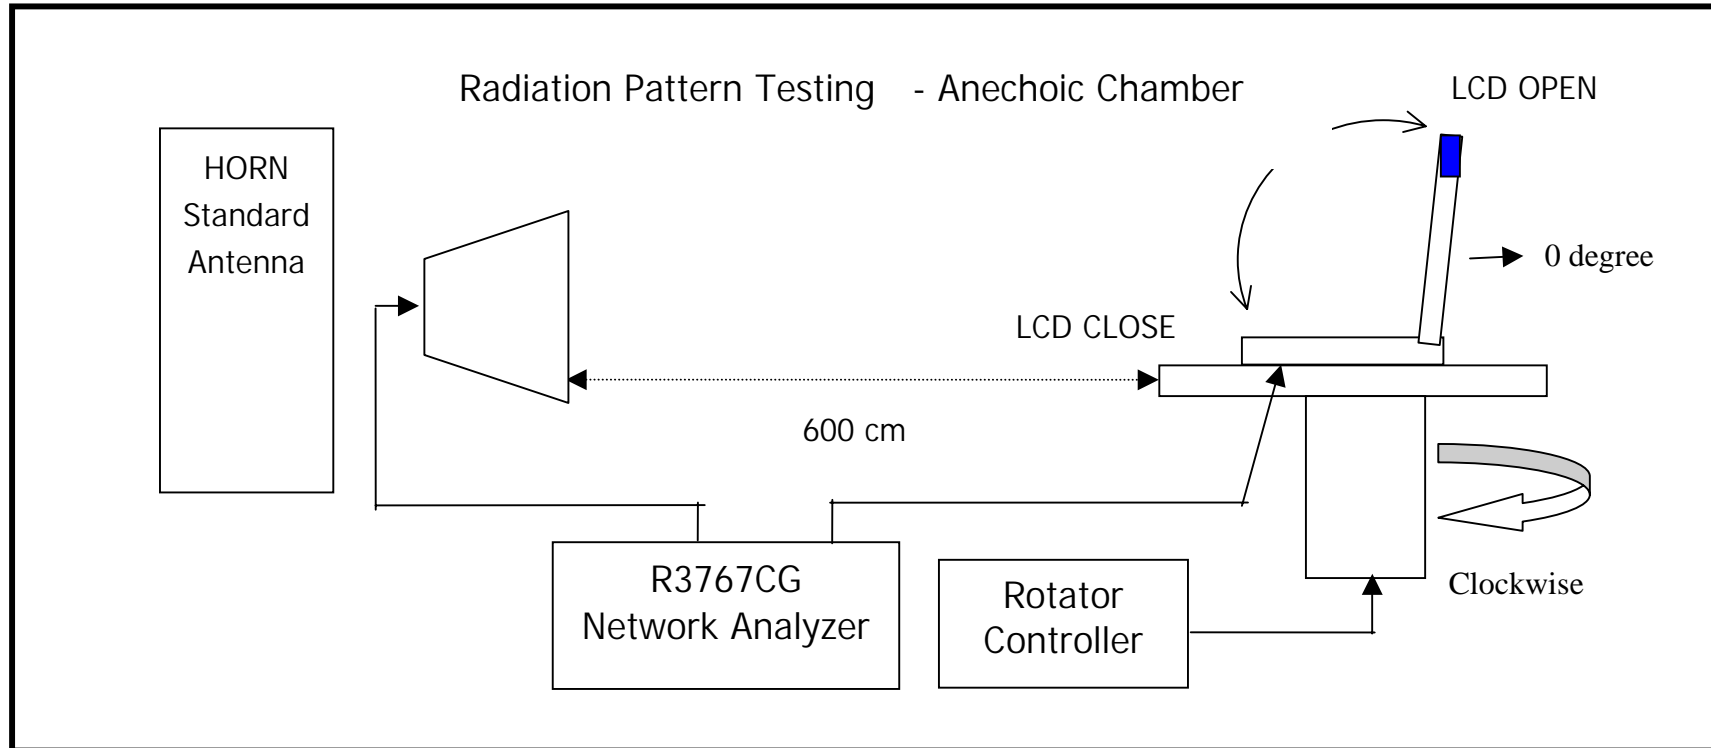 Radiation Pattern Testing - Anechoic Chamber
LCD OPEN
HORN
Standard
Antenna
0 degree
LCD CLOSE
600 cm
R3767CG
Network Analyzer
Rotator
Controller
Clockwise